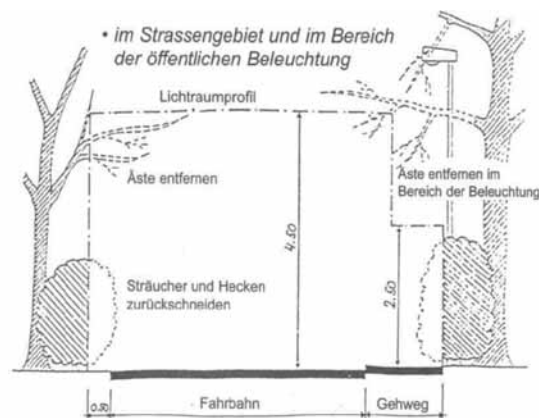 • im Strassengebiet und im Bereich
der öffentlichen Beleuchtung
Lichtraumprofil
Äste entfernen
Äste entfernen im
Bereich der Beleuchtung
4.50
2.50
Sträucher und Hecken
zurückschneiden
0.50
Fahrbahn
Gehweg